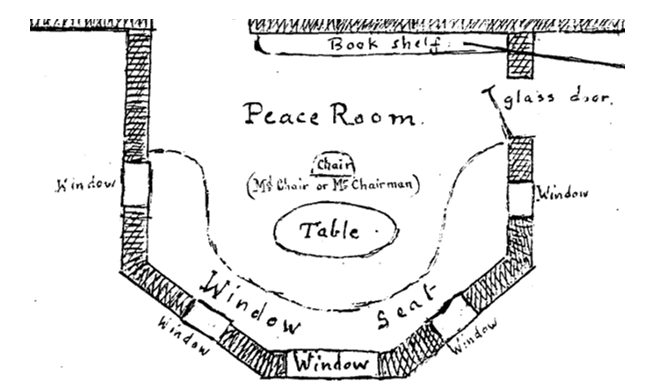 Book shelf
glass door.
Peace Room.
Chair
(Md Chair or Mr Chairman)
Window
Window
Table
Window
Seat
Window
Window
Window